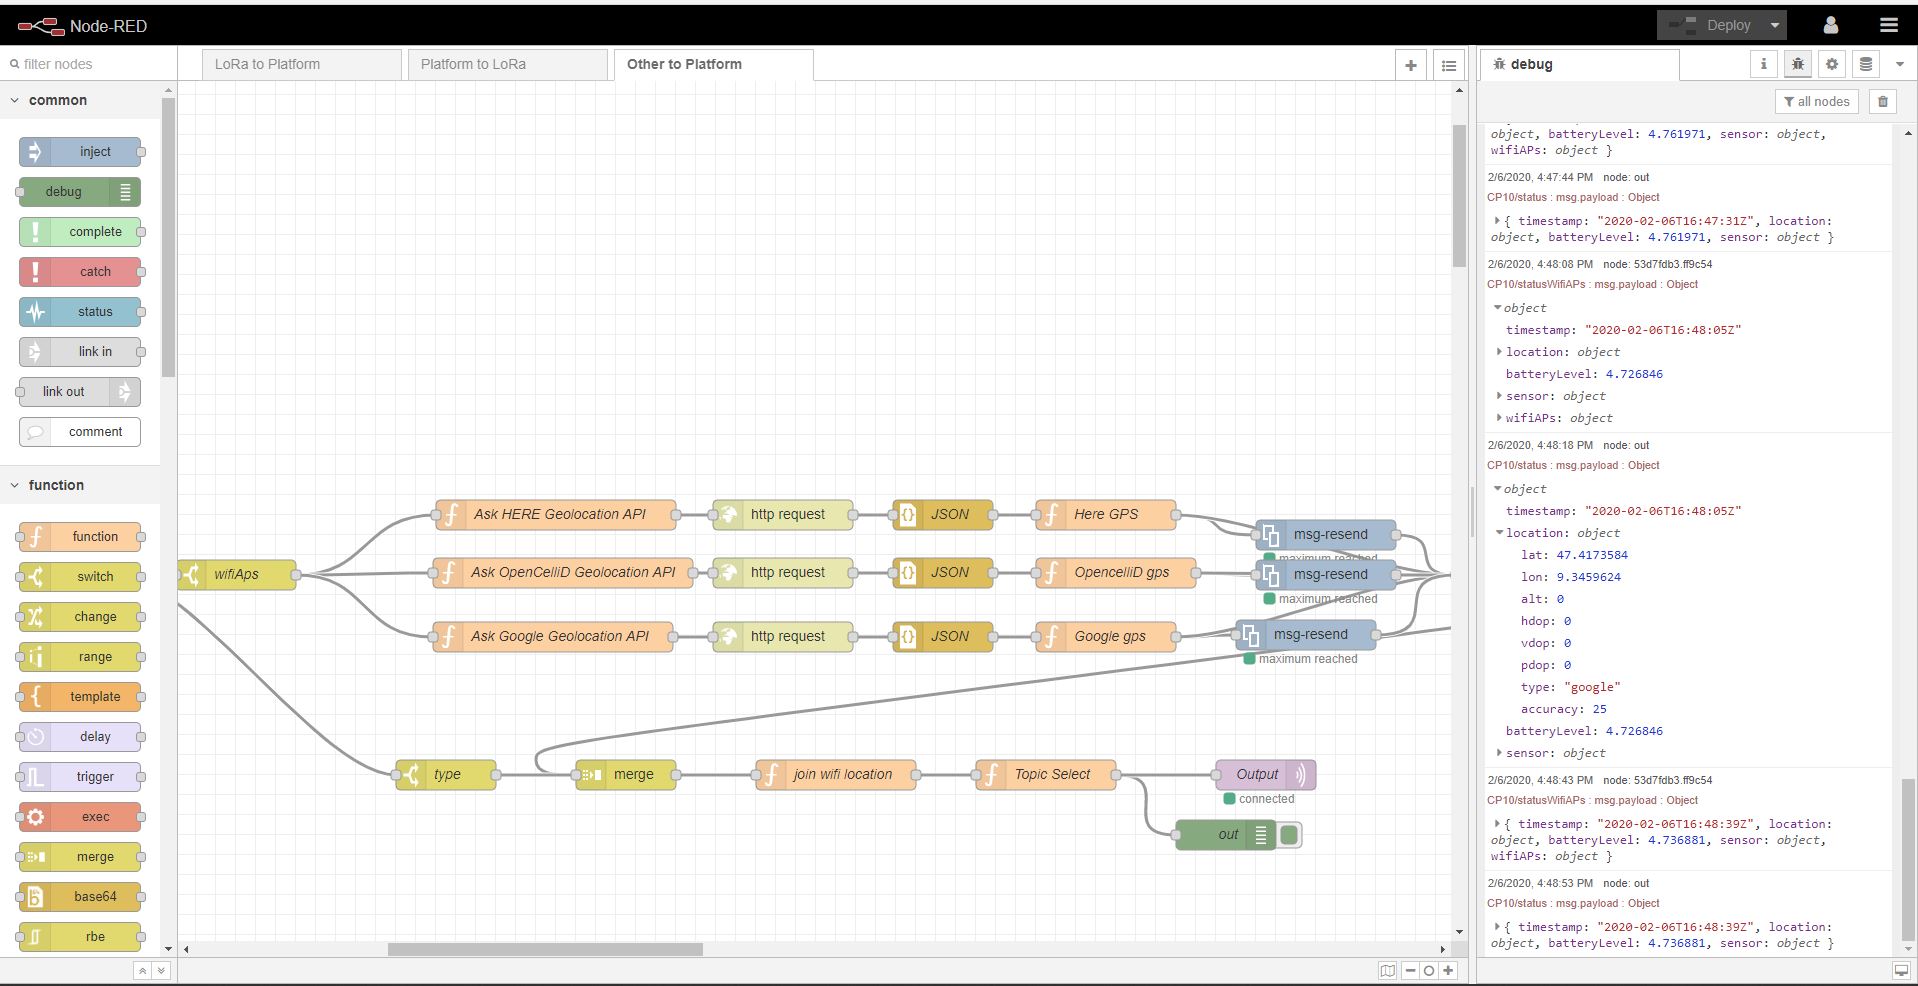 Node-RED
Deploy
filter nodes
LoRa to Platform
Platform to LoRa
Other to Platform
debug
all nodes
common
inject
debug
complete
catch
status
link in
link out
comment
function
function
switch
change
range
template
delay
trigger
exec
merge
base64
rbe
wifiAps
Ask HERE Geolocation API
http request
JSON
Here GPS
msg-resend
maximum reached
Ask OpenCelliD Geolocation API
http request
JSON
OpencelliD gps
msg-resend
maximum reached
Ask Google Geolocation API
http request
JSON
Google gps
msg-resend
maximum reached
type
merge
join wifi location
Topic Select
Output
connected
out
object, batteryLevel: 4.761971, sensor: object,
wifiAPs: object }
2/6/2020, 4:47:44 PM node: out
CP10/status : msg.payload : Object
{ timestamp: "2020-02-06T16:47:31Z", location:
object, batteryLevel: 4.761971, sensor: object }
2/6/2020, 4:48:08 PM node: 53d7fdb3.ff9c54
CP10/statusWifiAPs : msg.payload : Object
object
timestamp: "2020-02-06T16:48:05Z"
location: object
batteryLevel: 4.726846
sensor: object
wifiAPs: object
2/6/2020, 4:48:18 PM node: out
CP10/status : msg.payload : Object
object
timestamp: "2020-02-06T16:48:05Z"
location: object
lat: 47.4173584
lon: 9.3459624
alt: 0
hdop: 0
vdop: 0
pdop: 0
type: "google"
accuracy: 25
batteryLevel: 4.726846
sensor: object
2/6/2020, 4:48:43 PM node: 53d7fdb3.ff9c54
CP10/statusWifiAPs : msg.payload : Object
{ timestamp: "2020-02-06T16:48:39Z", location:
object, batteryLevel: 4.736881, sensor: object,
wifiAPs: object }
2/6/2020, 4:48:53 PM node: out
CP10/status : msg.payload : Object
{ timestamp: "2020-02-06T16:48:39Z", location:
object, batteryLevel: 4.736881, sensor: object }